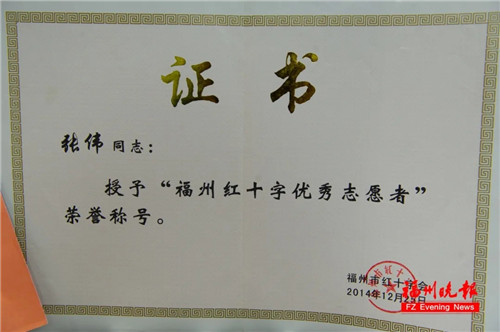 证书
张伟同志：
授予“福州红十字优秀志愿者”
荣誉称号。
福州市红十字会
2014年12月
福州晚报
FZ Evening News